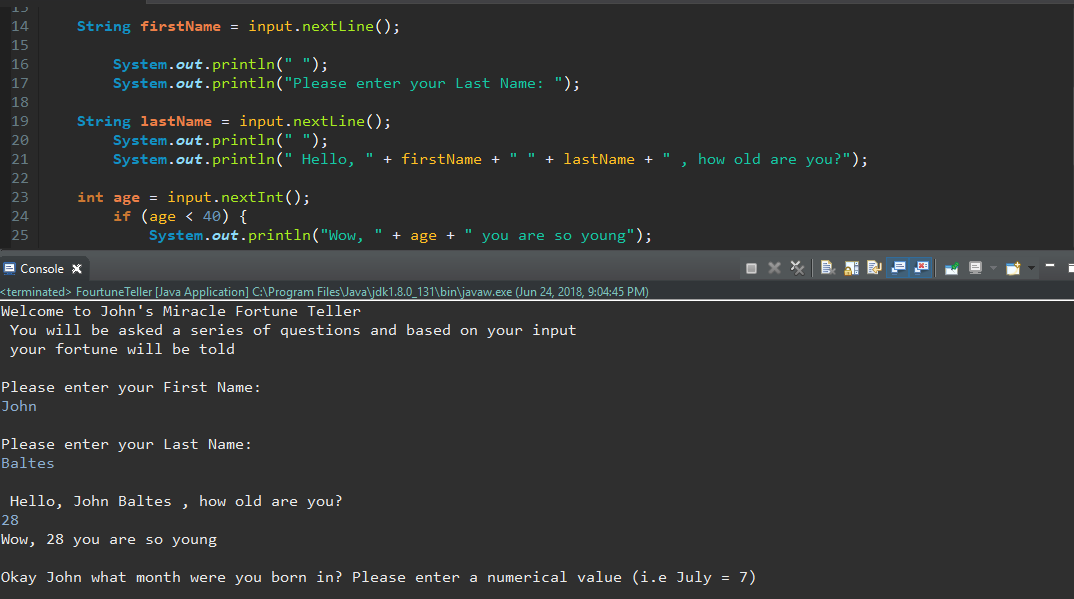 13
14 String firstName = input.nextLine();
15
16 System.out.println(" ");
17 System.out.println("Please enter your Last Name: ");
18
19 String lastName = input.nextLine();
20 System.out.println(" ");
21 System.out.println(" Hello, " + firstName + " " + lastName + " , how old are you?");
22
23 int age = input.nextInt();
24 if (age < 40) {
25 System.out.println("Wow, " + age + " you are so young");
Console
<terminated> FourtuneTeller [Java Application] C:\Program Files\Java\jdk1.8.0_131\bin\javaw.exe (Jun 24, 2018, 9:04:45 PM)
Welcome to John's Miracle Fortune Teller
You will be asked a series of questions and based on your input
your fortune will be told
Please enter your First Name:
John
Please enter your Last Name:
Baltes
Hello, John Baltes , how old are you?
28
Wow, 28 you are so young
Okay John what month were you born in? Please enter a numerical value (i.e July = 7)